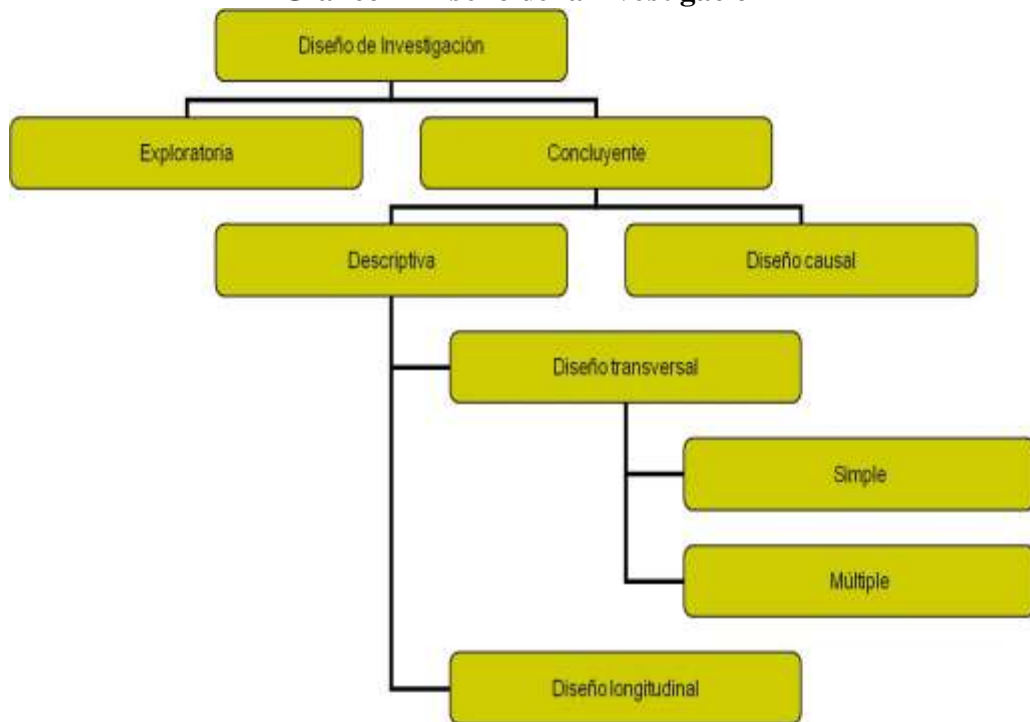 Diseño de Investigación
Exploratoria
Concluyente
Descriptiva
Diseño causal
Diseño transversal
Simple
Múltiple
Diseño longitudinal